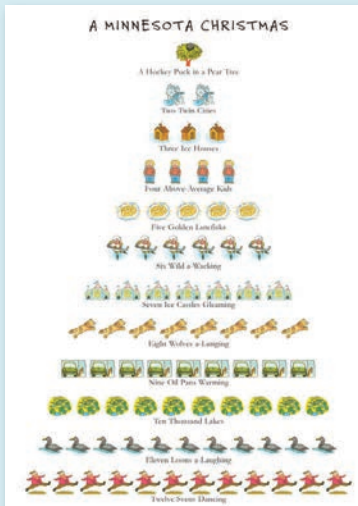 A MINNESOTA CHRISTMAS
A Hockey Puck in a Pear Tree
Two Twin Cities
Three Ice Houses
Four Above-Average Kids
Five Golden Lutefisks
Six Wild a-Wacking
Seven Ice Castles Gleaming
Eight Wolves a-Lunging
Nine Oil Pans Warming
Ten Thousand Lakes
Eleven Loons a-Laughing
Twelve Svens Dancing